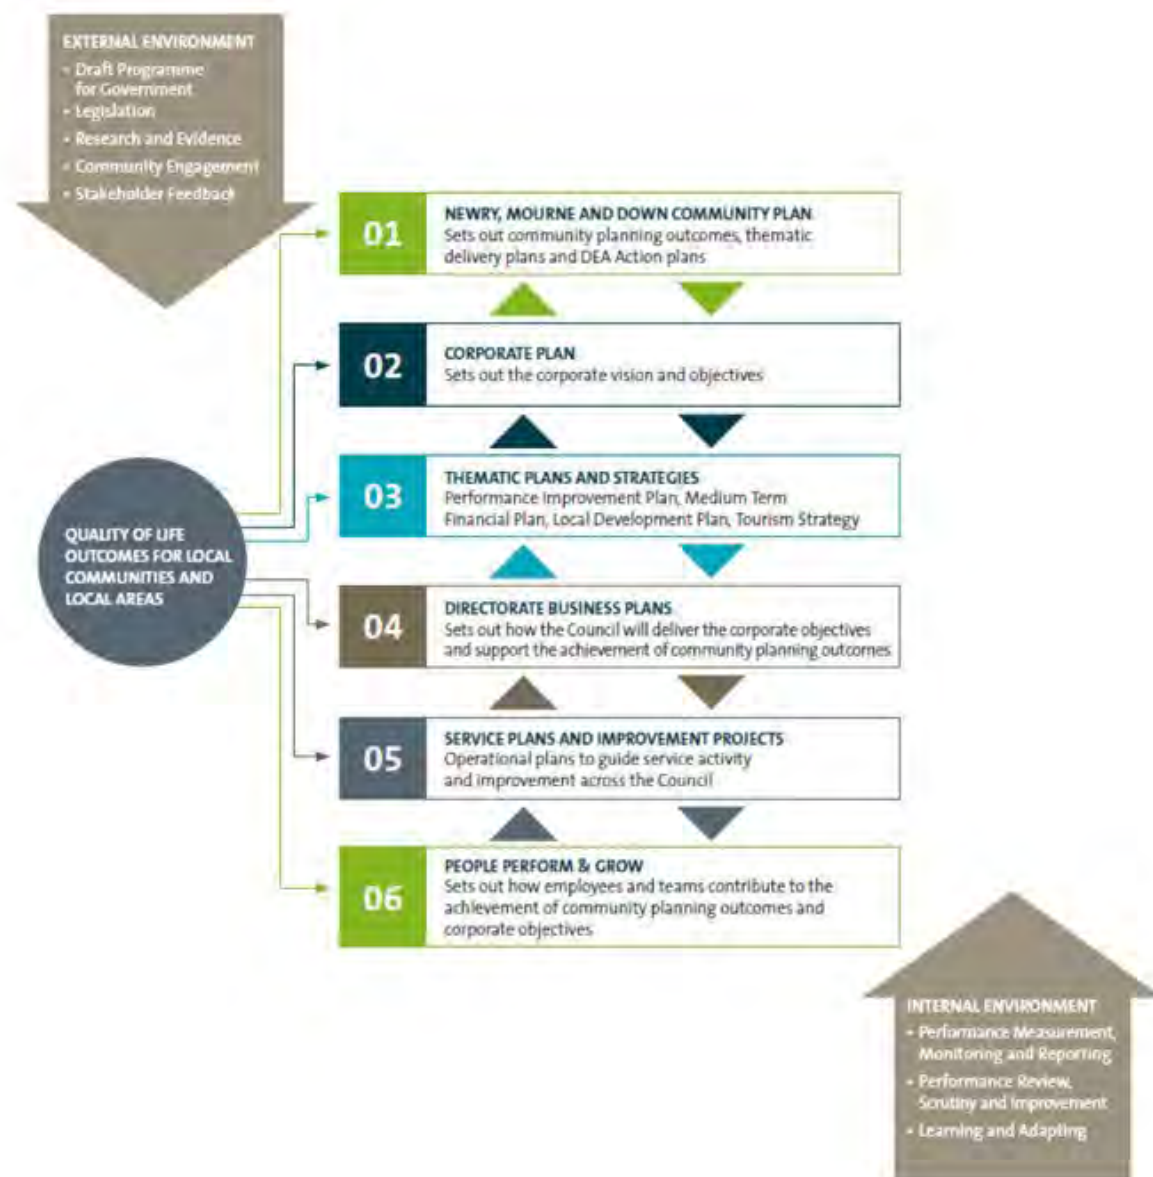 EXTERNAL ENVIRONMENT
• Draft Programme
for Government
• Legislation
• Research and Evidence
• Community Engagement
• Stakeholder Feedback
01
NEWRY, MOURNE AND DOWN COMMUNITY PLAN
Sets out community planning outcomes, thematic
delivery plans and DEA Action plans
02
CORPORATE PLAN
Sets out the corporate vision and objectives
03
THEMATIC PLANS AND STRATEGIES
Performance Improvement Plan, Medium Term
Financial Plan, Local Development Plan, Tourism Strategy
QUALITY OF LIFE
OUTCOMES FOR LOCAL
COMMUNITIES AND
LOCAL AREAS
04
DIRECTORATE BUSINESS PLANS
Sets out how the Council will deliver the corporate objectives
and support the achievement of community planning outcomes
05
SERVICE PLANS AND IMPROVEMENT PROJECTS
Operational plans to guide service activity
and improvement across the Council
06
PEOPLE PERFORM & GROW
Sets out how employees and teams contribute to the
achievement of community planning outcomes and
corporate objectives
INTERNAL ENVIRONMENT
• Performance Measurement,
Monitoring and Reporting
• Performance Review,
Scrutiny and Improvement
• Learning and Adapting